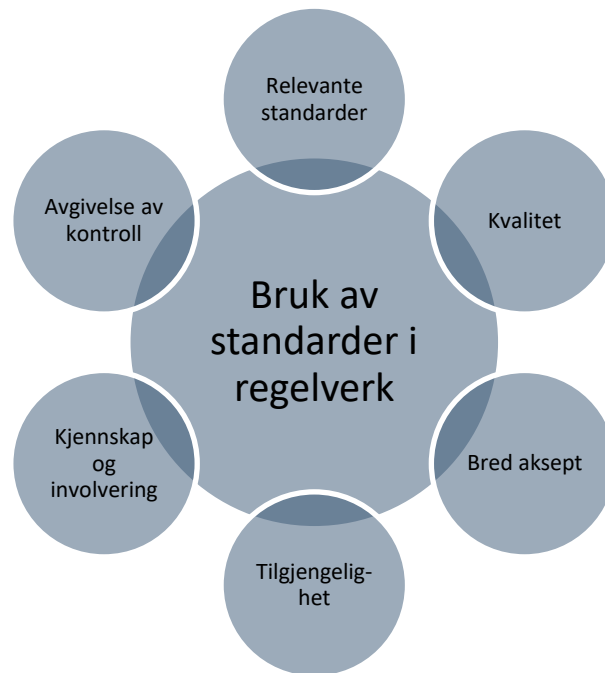 Relevante
standarder
Avgivelse av
kontroll
Kvalitet
Bruk av
standarder i
regelverk
Kjennskap
og
involvering
Bred aksept
Tilgjengelig-
het